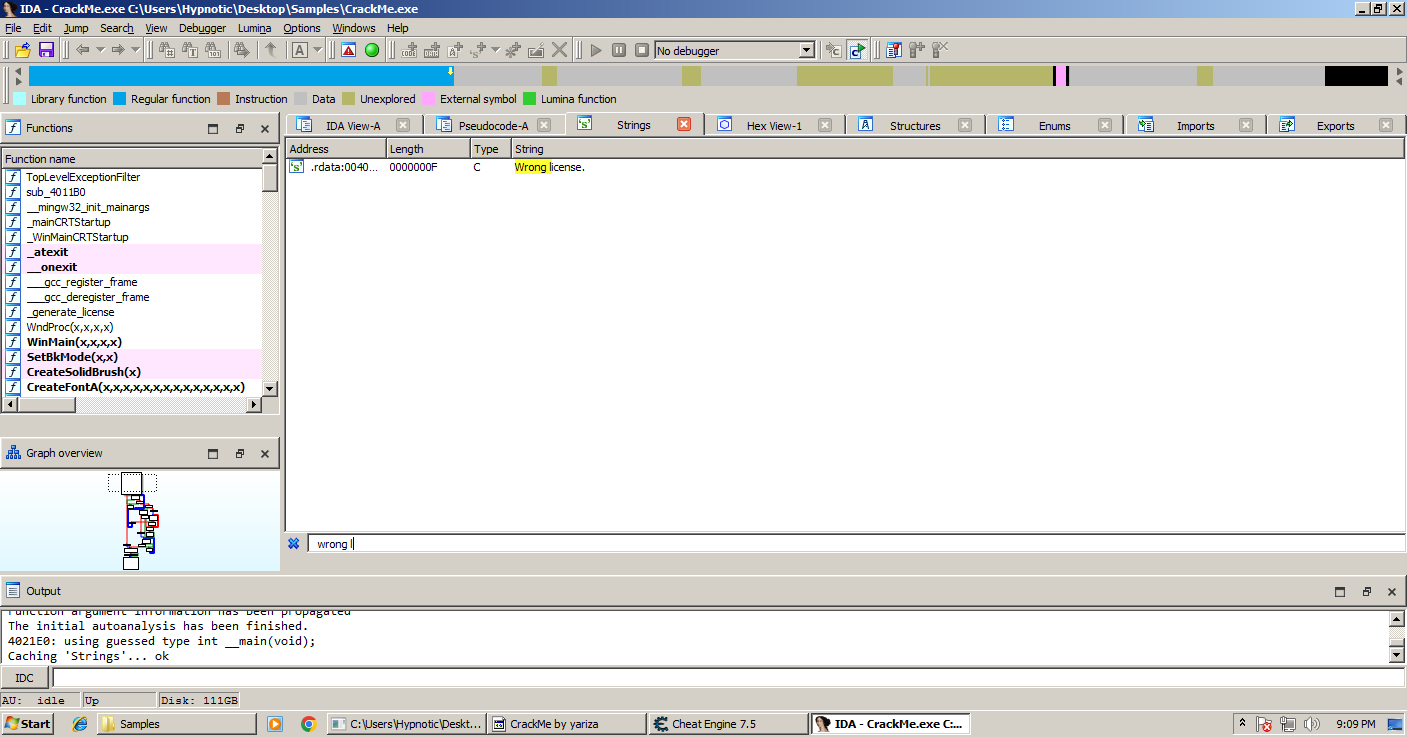 IDA - CrackMe.exe C:\Users\Hypnotic\Desktop\Samples\CrackMe.exe
File Edit Jump Search View Debugger Lumina Options Windows Help
No debugger
Library function Regular function Instruction Data Unexplored External symbol Lumina function
Functions
IDA View-A Pseudocode-A Strings Hex View-1 Structures Enums Imports Exports
Function name
TopLevelExceptionFilter
sub_4011B0
__mingw32_init_mainargs
_mainCRTStartup
_WinMainCRTStartup
_atexit
__onexit
___gcc_register_frame
___gcc_deregister_frame
_generate_license
WndProc(x,x,x,x)
WinMain(x,x,x,x)
SetBkMode(x,x)
CreateSolidBrush(x)
CreateFontA(x,x,x,x,x,x,x,x,x,x,x,x,x,x)
Address Length Type String
.rdata:0040... 0000000F C Wrong license.
Graph overview
wrong l
Output
Function argument information has been propagated
The initial autoanalysis has been finished.
4021E0: using guessed type int __main(void);
Caching 'Strings'... ok
IDC
AU: idle Up Disk: 111GB
Start Samples C:\Users\Hypnotic\Deskt... CrackMe by yariza Cheat Engine 7.5 IDA - CrackMe.exe C:... 9:09 PM